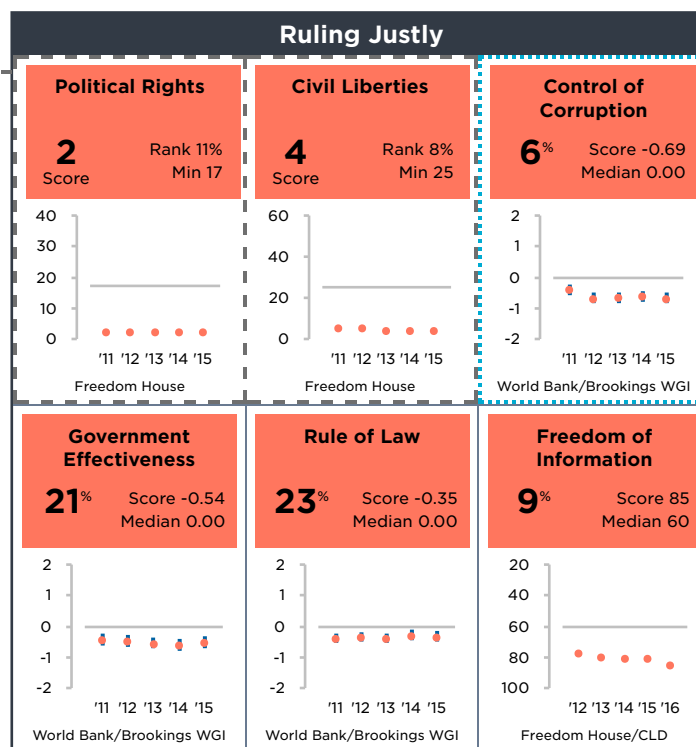 Ruling Justly
Political Rights
2
Score
Rank 11%
Min 17
40
30
20
10
0
'11 '12 '13 '14 '15
Freedom House
Civil Liberties
4
Score
Rank 8%
Min 25
60
40
20
0
'11 '12 '13 '14 '15
Freedom House
Control of
Corruption
6%
Score -0.69
Median 0.00
2
1
0
-1
-2
'11 '12 '13 '14 '15
World Bank/Brookings WGI
Government
Effectiveness
21%
Score -0.54
Median 0.00
2
1
0
-1
-2
'11 '12 '13 '14 '15
World Bank/Brookings WGI
Rule of Law
23%
Score -0.35
Median 0.00
2
1
0
-1
-2
'11 '12 '13 '14 '15
World Bank/Brookings WGI
Freedom of
Information
9%
Score 85
Median 60
20
40
60
80
100
'12 '13 '14 '15 '16
Freedom House/CLD